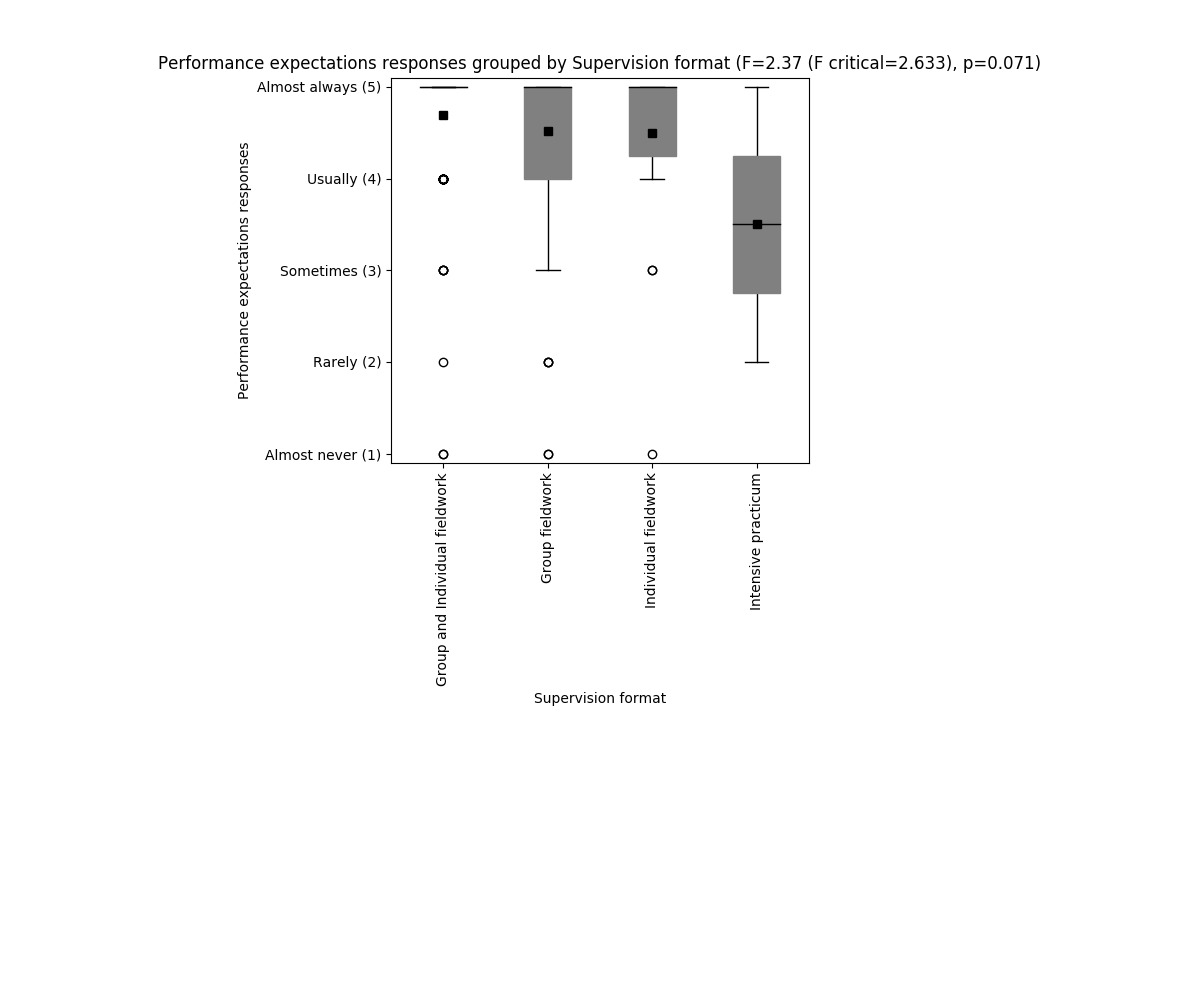 Performance expectations responses grouped by Supervision format (F=2.37 (F critical=2.633), p=0.071)
Performance expectations responses
Almost always (5)
Usually (4)
Sometimes (3)
Rarely (2)
Almost never (1)
Group and Individual fieldwork
Group fieldwork
Individual fieldwork
Intensive practicum
Supervision format